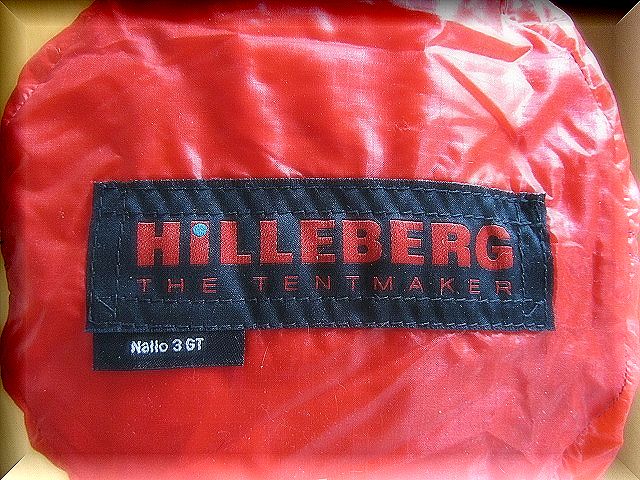 HiLLEBERG
THE TENTMAKER
Nallo 3 GT